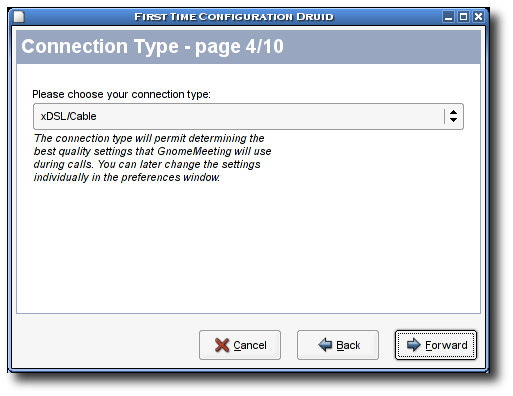 First Time Configuration Druid
Connection Type - page 4/10
Please choose your connection type:
xDSL/Cable
The connection type will permit determining the
best quality settings that GnomeMeeting will use
during calls. You can later change the settings
individually in the preferences window.
Cancel
Back
Forward